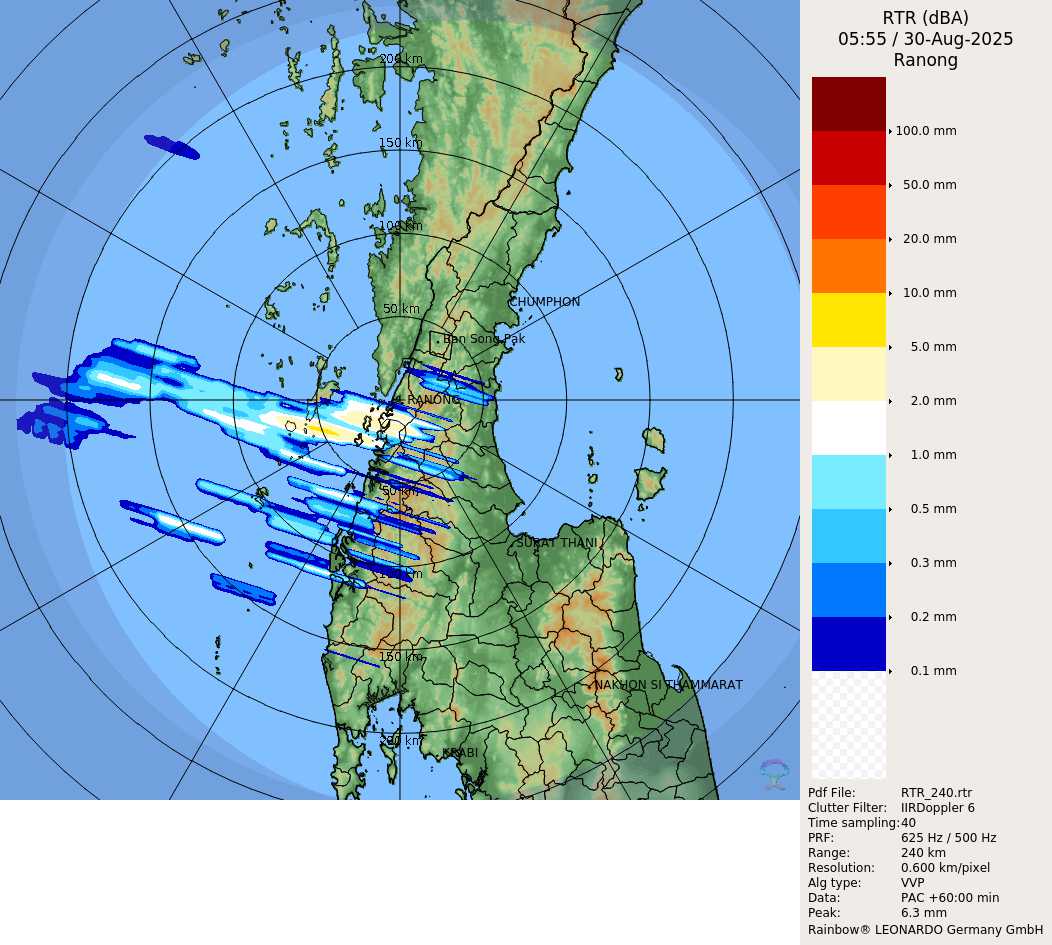 RTR (dBA)
05:55 / 30-Aug-2025
Ranong
200 km
150 km
100 km
50 km
CHUMPHON
Ban Song Pak
RANONG
50 km
SURAT THANI
150 km
NAKHON SI THAMMARAT
200 km
KRABI
100.0 mm
50.0 mm
20.0 mm
10.0 mm
5.0 mm
2.0 mm
1.0 mm
0.5 mm
0.3 mm
0.2 mm
0.1 mm
Pdf File: RTR_240.rtr
Clutter Filter: IIRDoppler 6
Time sampling:40
PRF: 625 Hz / 500 Hz
Range: 240 km
Resolution: 0.600 km/pixel
Alg type: VVP
Data: PAC +60:00 min
Peak: 6.3 mm
Rainbow® LEONARDO Germany GmbH